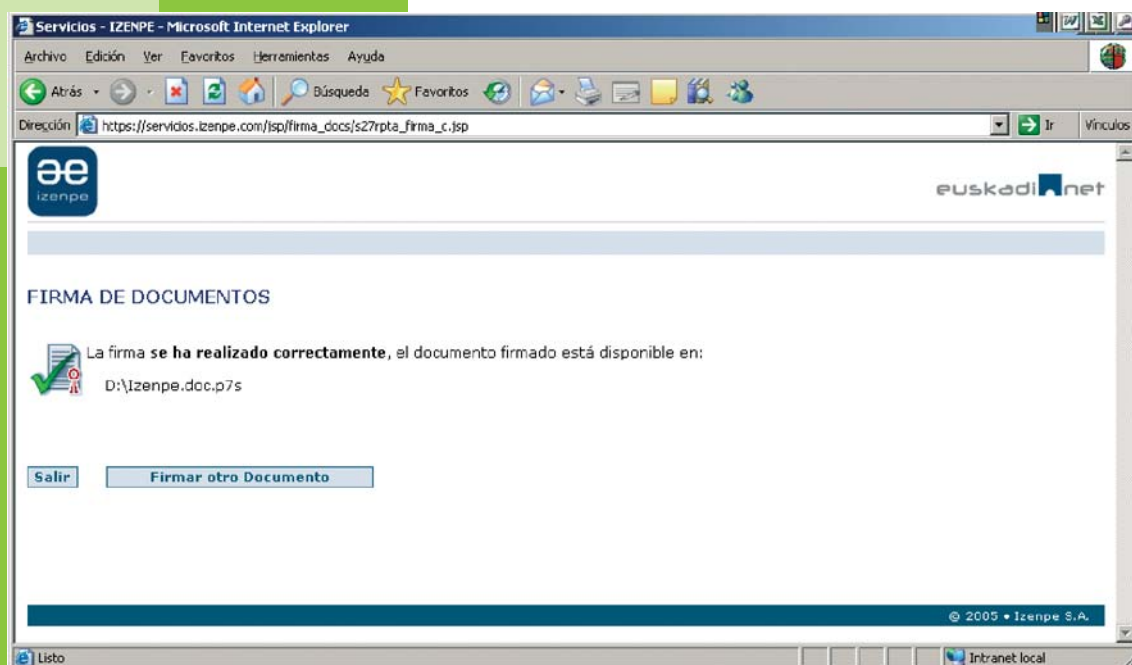 Servicios - IZENPE - Microsoft Internet Explorer
Archivo Edición Ver Favoritos Herramientas Ayuda
Atrás Búsqueda Favoritos
Dirección https://servicios.izenpe.com/jsp/firma_docs/s27rpta_firma_c.jsp Ir Vínculos
izenpe
euskadi net
FIRMA DE DOCUMENTOS
La firma se ha realizado correctamente, el documento firmado está disponible en:
D:\Izenpe.doc.p7s
Salir Firmar otro Documento
© 2005 • Izenpe S.A.
Listo Intranet local